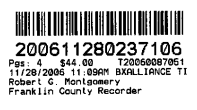 200611280237106
Pgs: 4 $44.00 T20060087051
11/28/2006 11:09AM BXALLIANCE TI
Robert G. Montgomery
Franklin County Recorder